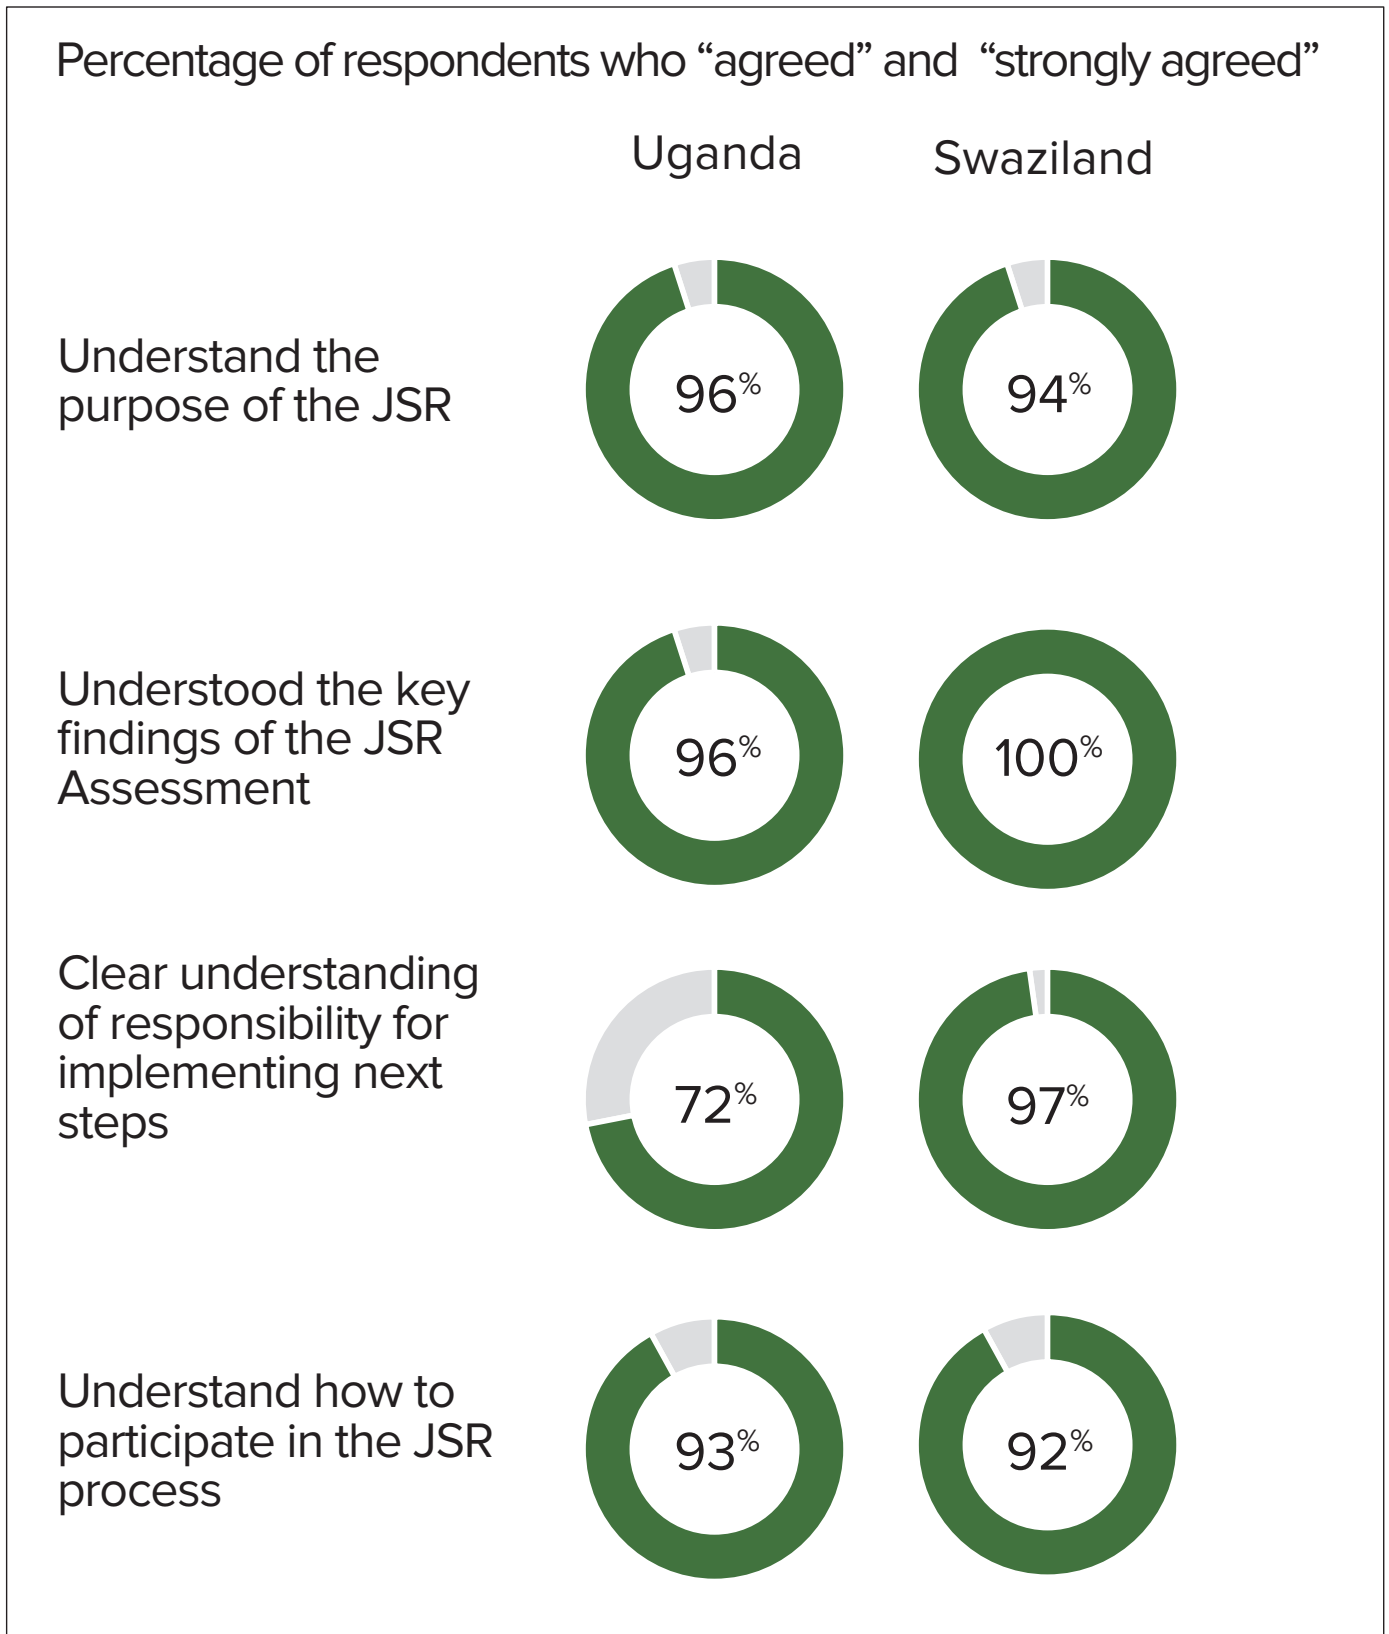 Percentage of respondents who “agreed” and “strongly agreed”
Uganda
Swaziland
Understand the
purpose of the JSR
96%
94%
Understood the key
findings of the JSR
Assessment
96%
100%
Clear understanding
of responsibility for
implementing next
steps
72%
97%
Understand how to
participate in the JSR
process
93%
92%